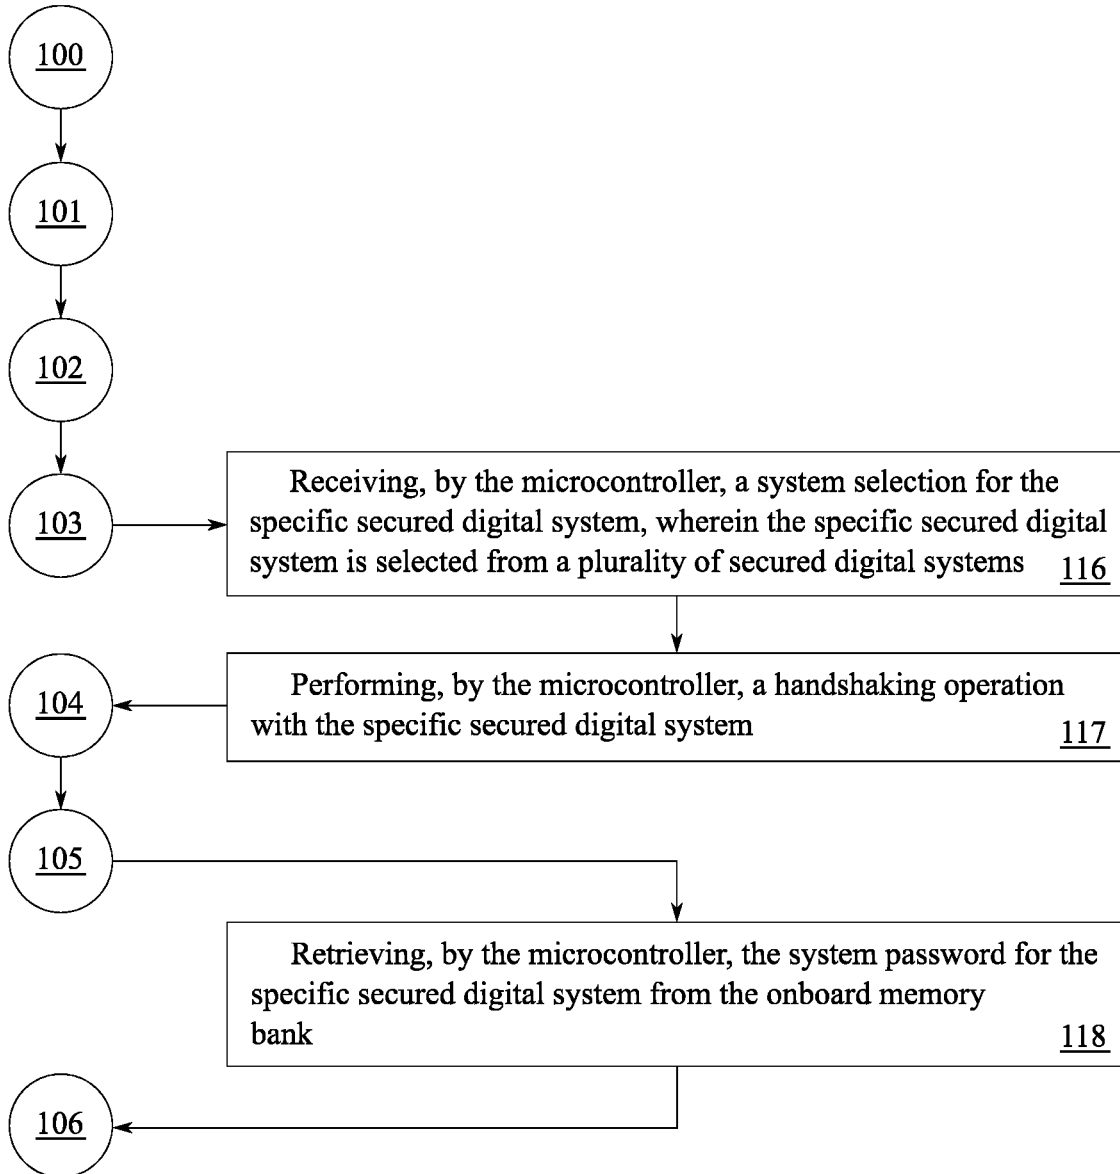 100
101
102
103
Receiving, by the microcontroller, a system selection for the
specific secured digital system, wherein the specific secured digital
system is selected from a plurality of secured digital systems
116
Performing, by the microcontroller, a handshaking operation
with the specific secured digital system
117
104
105
Retrieving, by the microcontroller, the system password for the
specific secured digital system from the onboard memory
bank
118
106